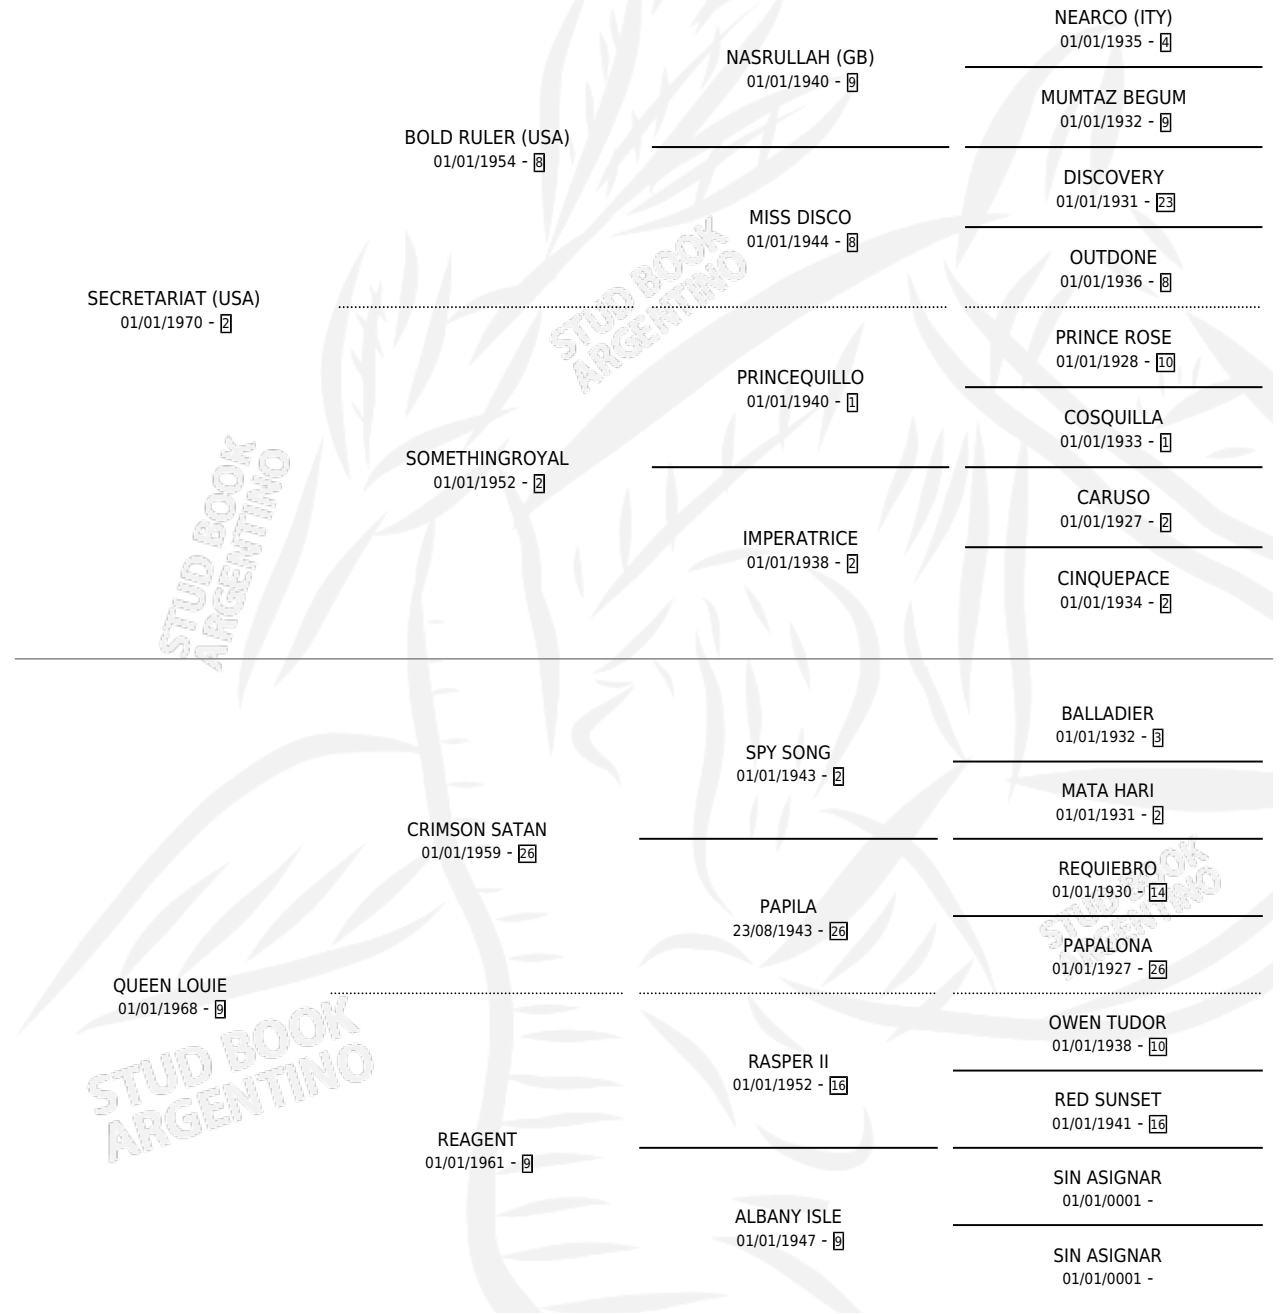 NEARCO (ITY)
01/01/1935 - 4
NASRULLAH (GB)
01/01/1940 - 9
MUMTAZ BEGUM
01/01/1932 - 9
BOLD RULER (USA)
01/01/1954 - 8
DISCOVERY
01/01/1931 - 23
MISS DISCO
01/01/1944 - 8
OUTDONE
01/01/1936 - 8
SECRETARIAT (USA)
01/01/1970 - 2
PRINCE ROSE
01/01/1928 - 10
PRINCEQUILLO
01/01/1940 - 1
COSQUILLA
01/01/1933 - 1
SOMETHINGROYAL
01/01/1952 - 2
CARUSO
01/01/1927 - 2
IMPERATRICE
01/01/1938 - 2
CINQUEPACE
01/01/1934 - 2
BALLADIER
01/01/1932 - 3
SPY SONG
01/01/1943 - 2
MATA HARI
01/01/1931 - 2
CRIMSON SATAN
01/01/1959 - 26
REQUIEBRO
01/01/1930 - 14
PAPILA
23/08/1943 - 26
PAPALONA
01/01/1927 - 26
QUEEN LOUIE
01/01/1968 - 9
OWEN TUDOR
01/01/1938 - 10
RASPER II
01/01/1952 - 16
RED SUNSET
01/01/1941 - 16
REAGENT
01/01/1961 - 9
SIN ASIGNAR
01/01/0001 -
ALBANY ISLE
01/01/1947 - 9
SIN ASIGNAR
01/01/0001 -
STUD BOOK
ARGENTINO
STUD BOOK
ARGENTINO
STUD BOOK
ARGENTINO
STUD BOOK
ARGENTINO